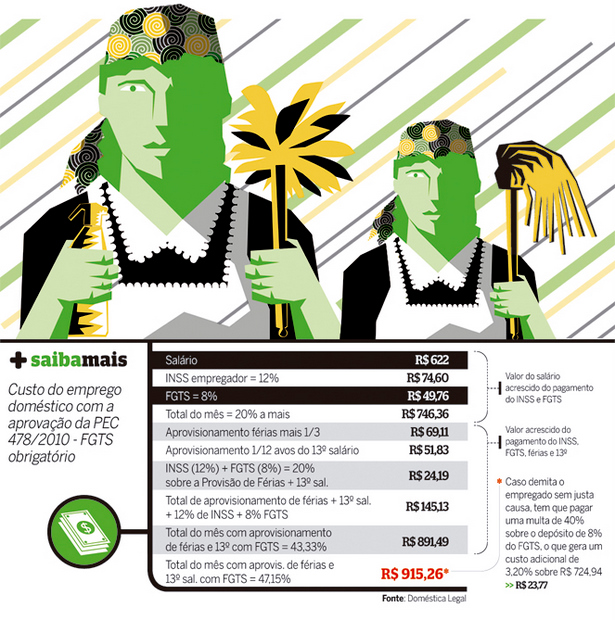 + saibamais
Custo do emprego
doméstico com a
aprovação da PEC
478/2010 - FGTS
obrigatório
$
Salário R$ 622
INSS empregador = 12% R$ 74,60
FGTS = 8% R$ 49,76
Total do mês = 20% a mais R$ 746,36
Aprovisionamento férias mais 1/3 R$ 69,11
Aprovisionamento 1/12 avos do 13º salário R$ 51,83
INSS (12%) + FGTS (8%) = 20%
sobre a Provisão de Férias + 13º sal. R$ 24,19
Total de aprovisionamento de férias + 13º sal.
+ 12% de INSS + 8% FGTS R$ 145,13
Total do mês com aprovisionamento
de férias e 13º com FGTS = 43,33% R$ 891,49
Total do mês com aprovis. de férias e
13º sal. com FGTS = 47,15% R$ 915,26*
Fonte: Doméstica Legal
Valor do salário
acrescido do pagamento
do INSS e FGTS
Valor acrescido do
pagamento do INSS,
FGTS, férias e 13º
* Caso demita o
empregado sem justa
causa, tem que pagar
uma multa de 40%
sobre o depósito de 8%
do FGTS, o que gera um
custo adicional de
3,20% sobre R$ 724,94
>> R$ 23,77